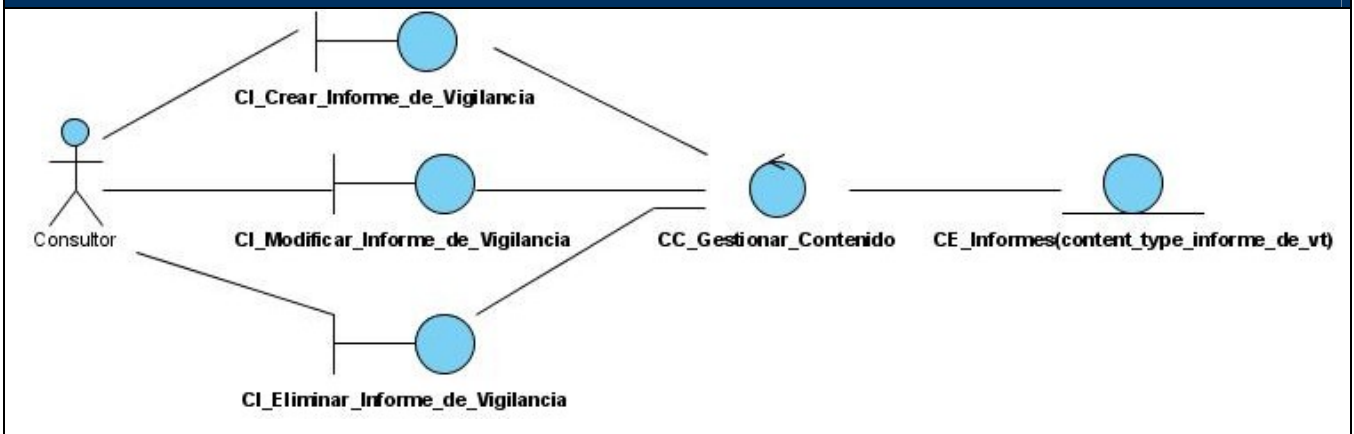 CI_Crear_Informe_de_Vigilancia
Consultor
CI_Modificar_Informe_de_Vigilancia
CC_Gestionar_Contenido
CE_Informes(content_type_informe_de_vt)
CI_Eliminar_Informe_de_Vigilancia